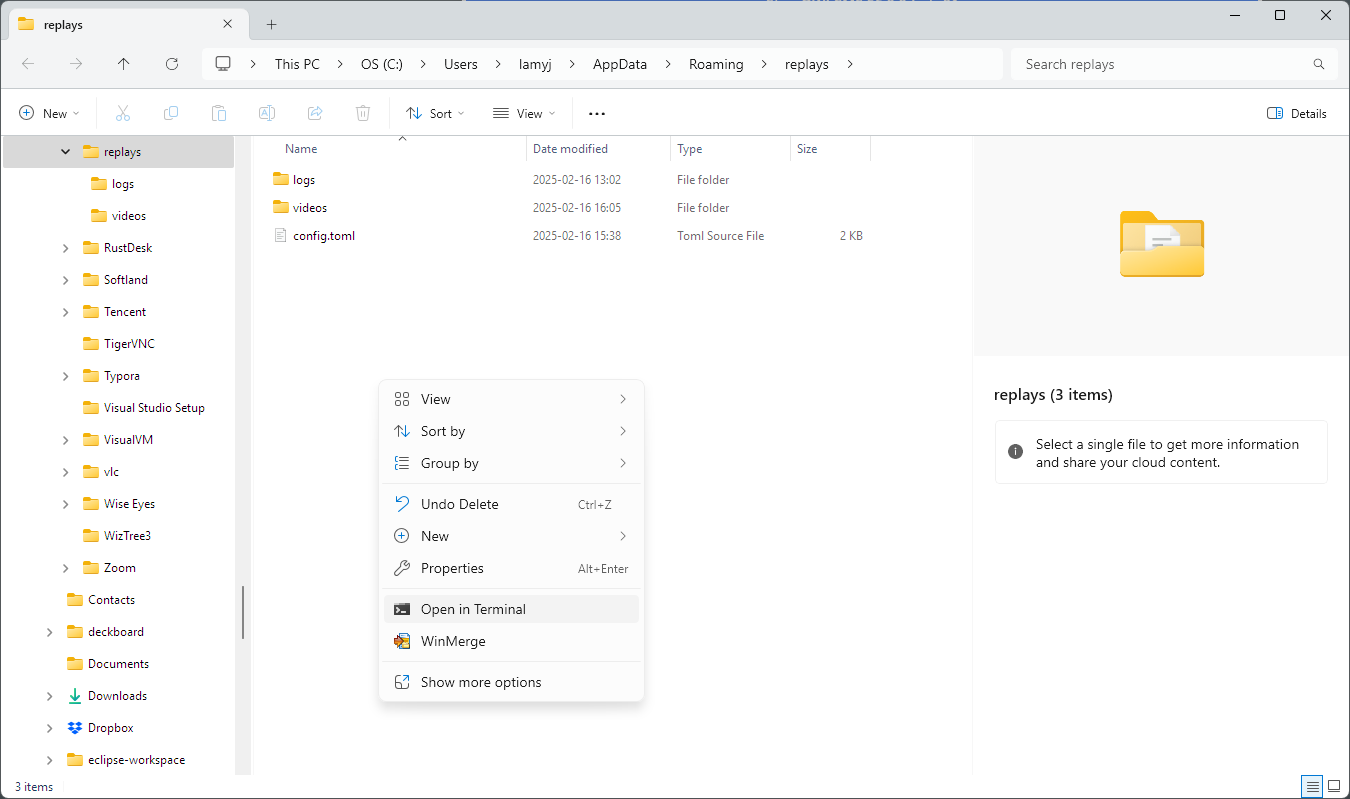 replays
This PC
OS (C:)
Users
lamyj
AppData
Roaming
replays
Search replays
New
Sort
View
Details
replays
logs
videos
RustDesk
Softland
Tencent
TigerVNC
Typora
Visual Studio Setup
VisualVM
vlc
Wise Eyes
WizTree3
Zoom
Contacts
deckboard
Documents
Downloads
Dropbox
eclipse-workspace
Name Date modified Type Size
logs 2025-02-16 13:02 File folder
videos 2025-02-16 16:05 File folder
config.toml 2025-02-16 15:38 Toml Source File 2 KB
View
Sort by
Group by
Undo Delete Ctrl+Z
New
Properties Alt+Enter
Open in Terminal
WinMerge
Show more options
replays (3 items)
Select a single file to get more information
and share your cloud content.
3 items